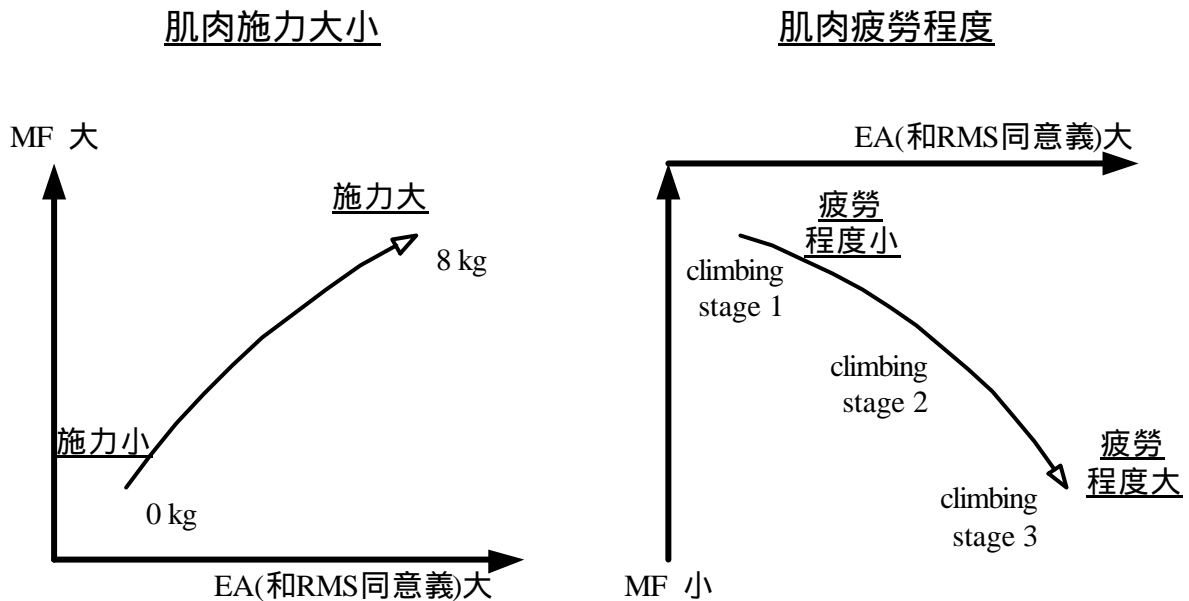 肌肉施力大小
MF 大
施力大
8 kg
施力小
0 kg
EA(和RMS同意義)大
肌肉疲勞程度
EA(和RMS同意義)大
疲勞
程度小
climbing
stage 1
climbing
stage 2
疲勞
程度大
climbing
stage 3
MF 小